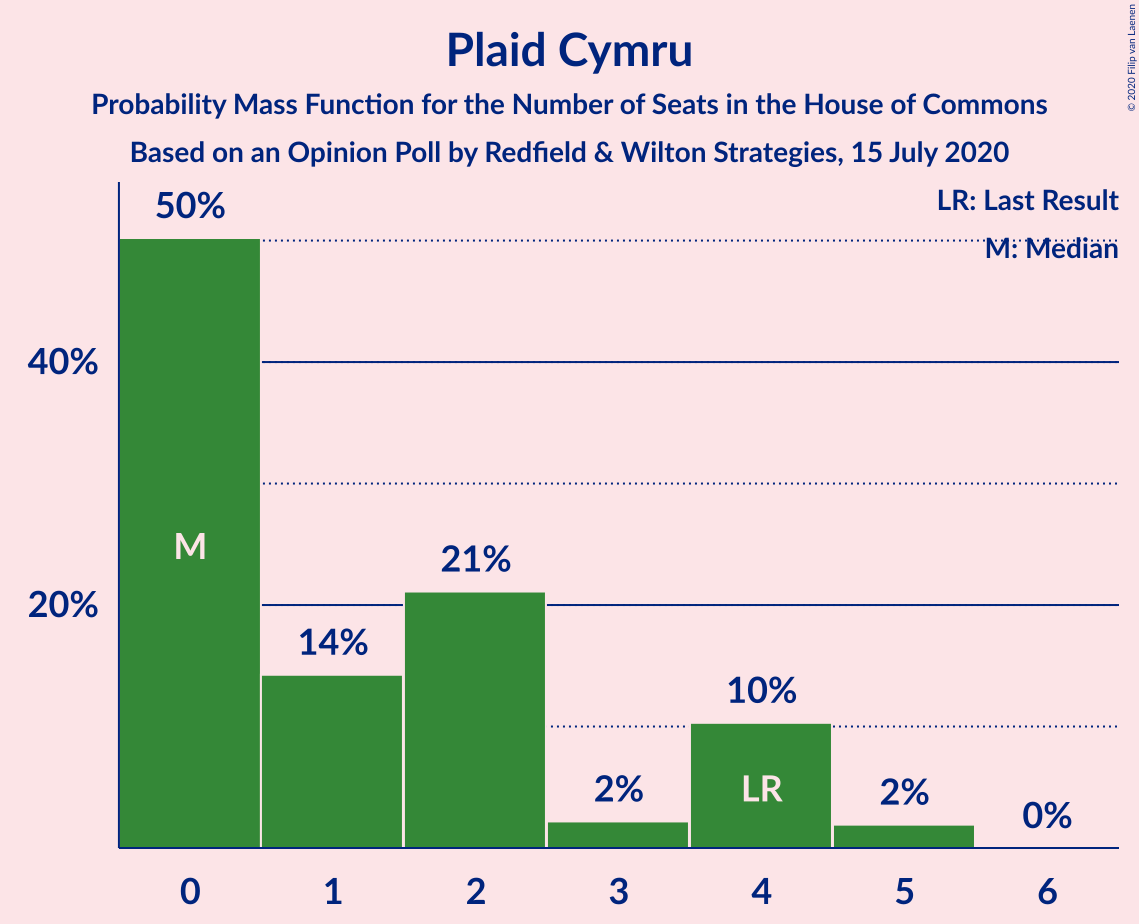 Plaid Cymru
Probability Mass Function for the Number of Seats in the House of Commons
Based on an Opinion Poll by Redfield & Wilton Strategies, 15 July 2020
© 2020 Filip van Laenen
LR: Last Result
M: Median
50%
40%
20%
M
14%
21%
2%
10%
LR
2%
0%
0 1 2 3 4 5 6